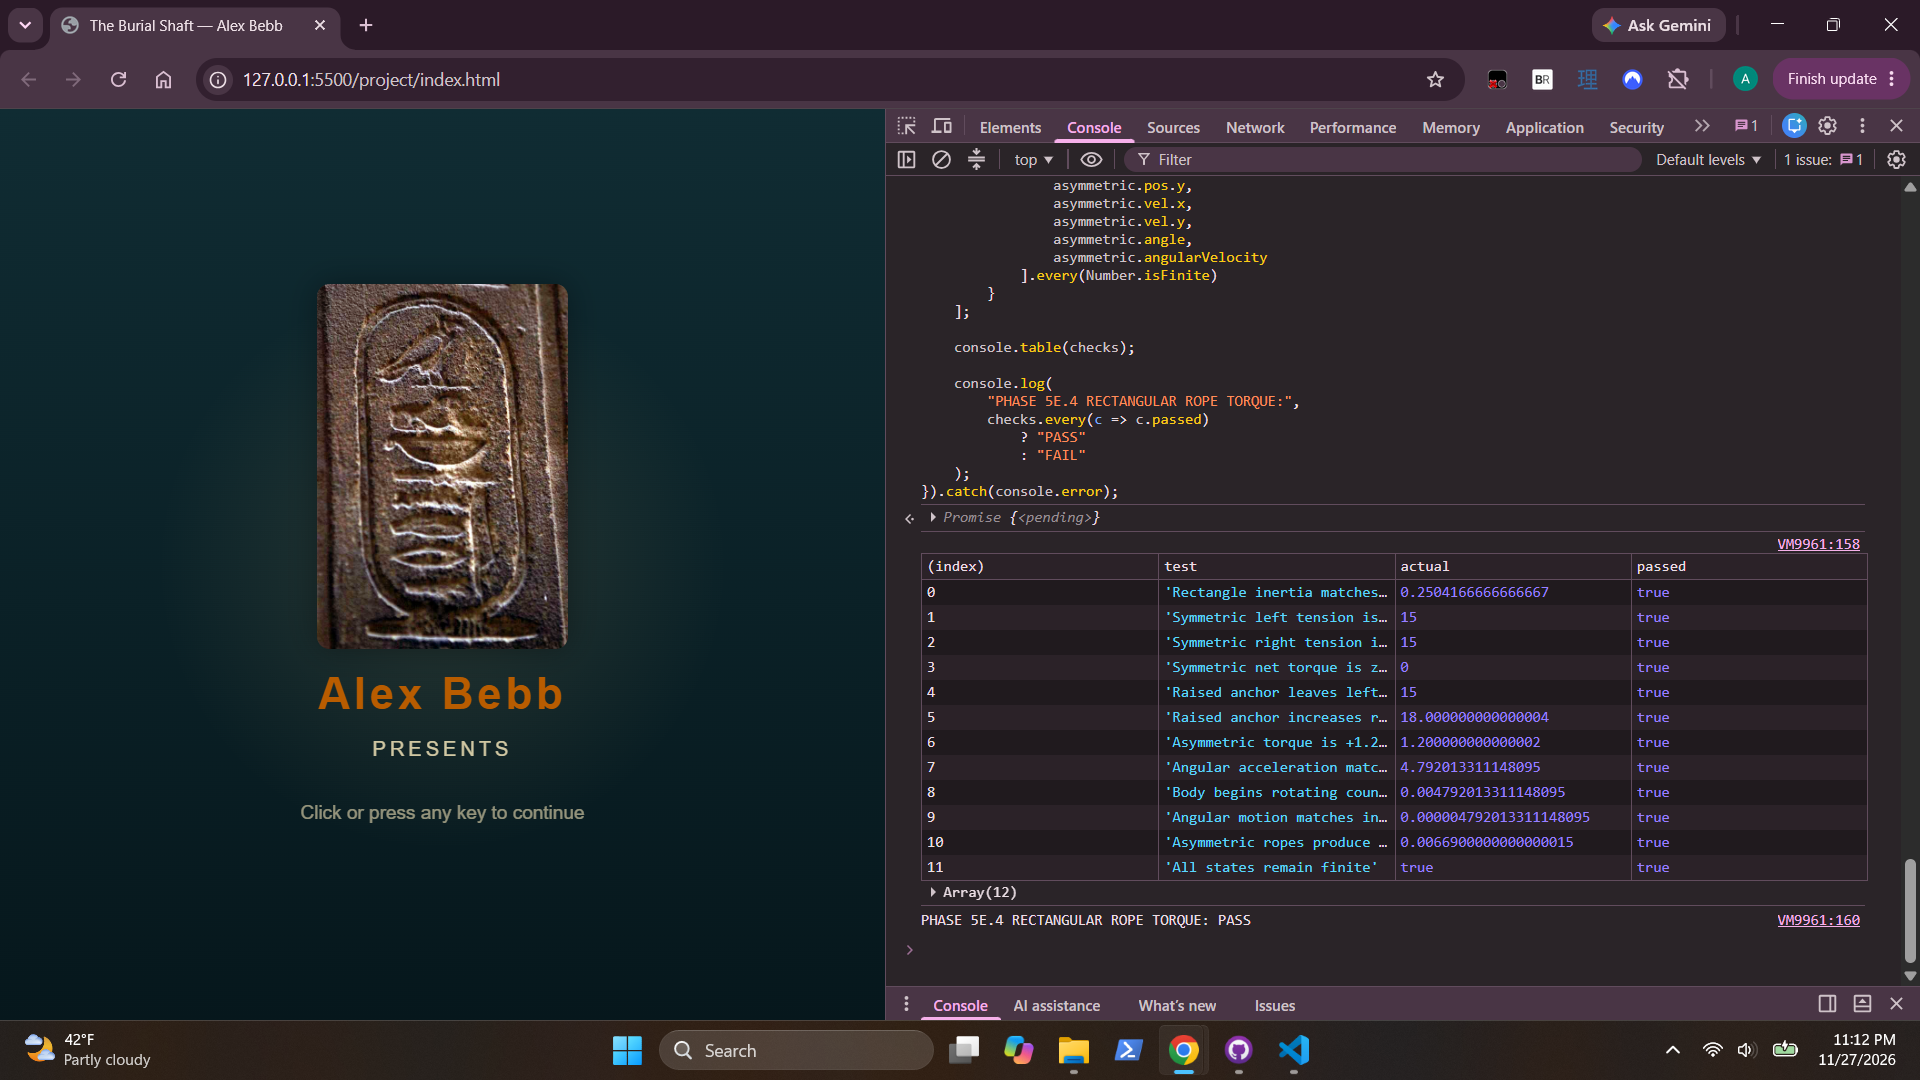 The Burial Shaft — Alex Bebb
Ask Gemini
127.0.0.1:5500/project/index.html
BR
理
A
Finish update
Elements
Console
Sources
Network
Performance
Memory
Application
Security
1
top
Filter
Default levels
1 issue:
1
asymmetric.pos.y,
asymmetric.vel.x,
asymmetric.vel.y,
asymmetric.angle,
asymmetric.angularVelocity
].every(Number.isFinite)
}
];
console.table(checks);
console.log(
"PHASE 5E.4 RECTANGULAR ROPE TORQUE:",
checks.every(c => c.passed)
? "PASS"
: "FAIL"
);
}).catch(console.error);
Promise {<pending>}
VM9961:158
(index) test actual passed
0 'Rectangle inertia matches… 0.2504166666666667 true
1 'Symmetric left tension is… 15 true
2 'Symmetric right tension i… 15 true
3 'Symmetric net torque is z… 0 true
4 'Raised anchor leaves left… 15 true
5 'Raised anchor increases r… 18.000000000000004 true
6 'Asymmetric torque is +1.2… 1.200000000000002 true
7 'Angular acceleration matc… 4.792013311148095 true
8 'Body begins rotating coun… 0.004792013311148095 true
9 'Angular motion matches in… 0.000004792013311148095 true
10 'Asymmetric ropes produce … 0.0066900000000000015 true
11 'All states remain finite' true true
Array(12)
PHASE 5E.4 RECTANGULAR ROPE TORQUE: PASS
VM9961:160
Console
AI assistance
What's new
Issues
Alex Bebb
PRESENTS
Click or press any key to continue
42°F
Partly cloudy
Search
11:12 PM
11/27/2026